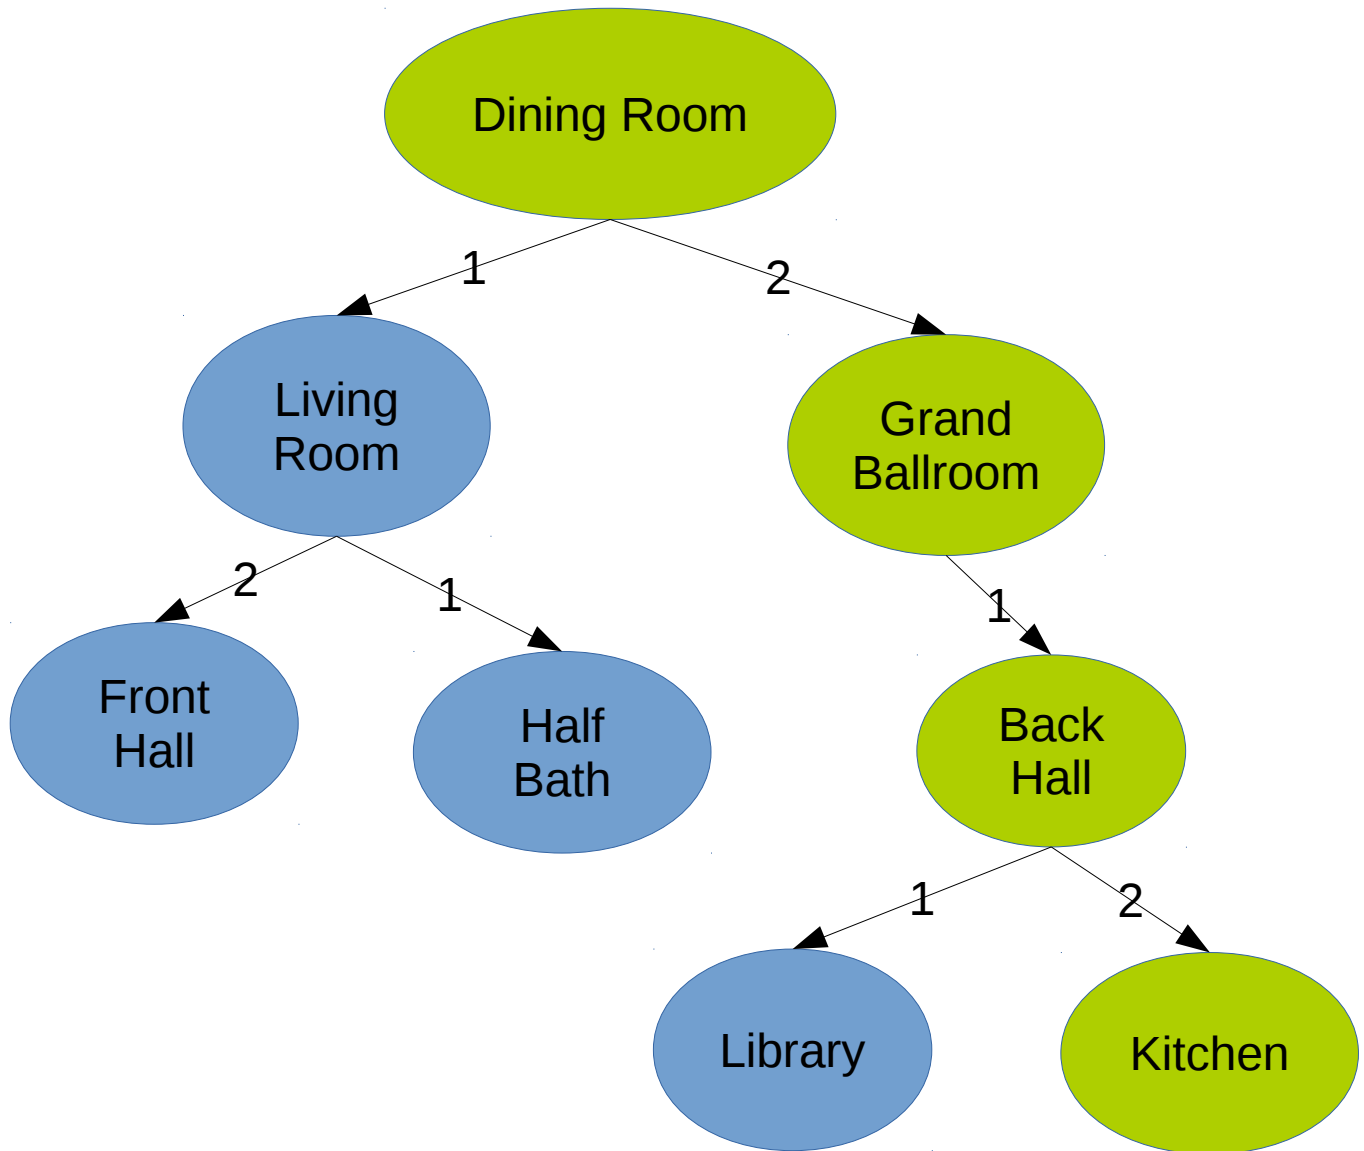 Dining Room
1
2
Living
Room
Grand
Ballroom
2
1
1
Front
Hall
Half
Bath
Back
Hall
1
2
Library
Kitchen